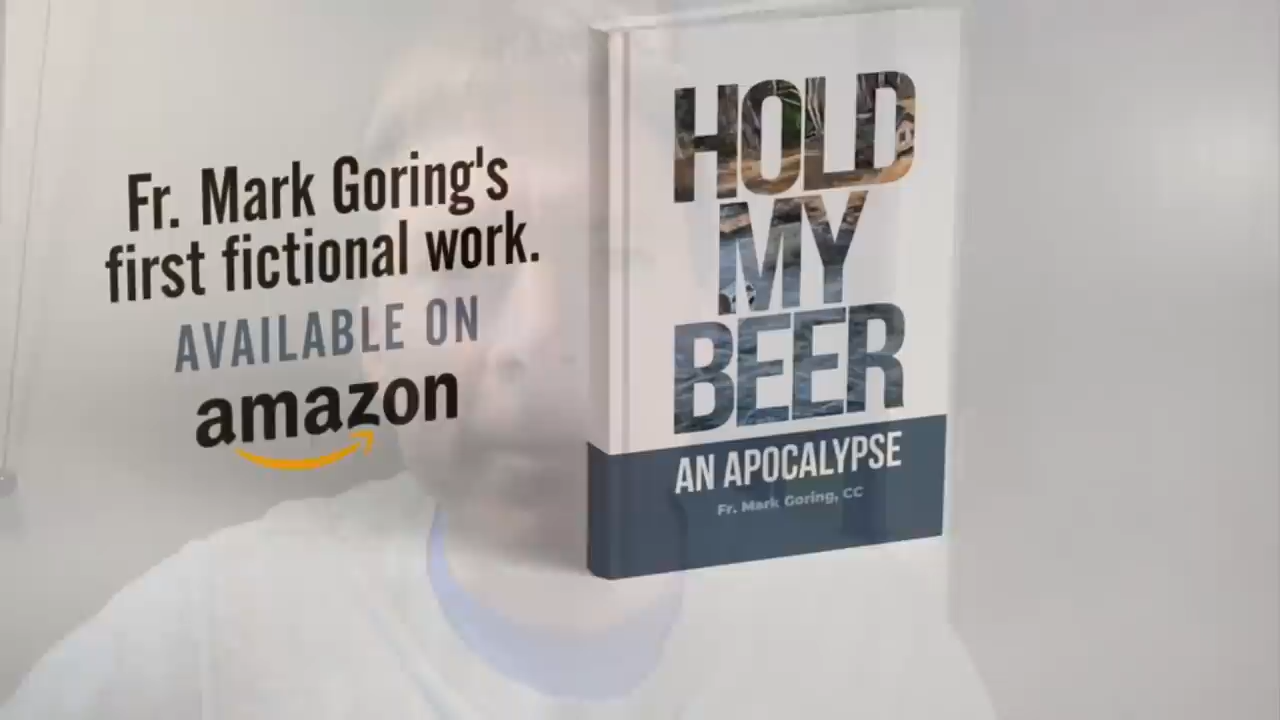 Fr. Mark Goring's
first fictional work.
AVAILABLE ON
amazon
HOLD
MY
BEER
AN APOCALYPSE
Fr. Mark Goring, CC